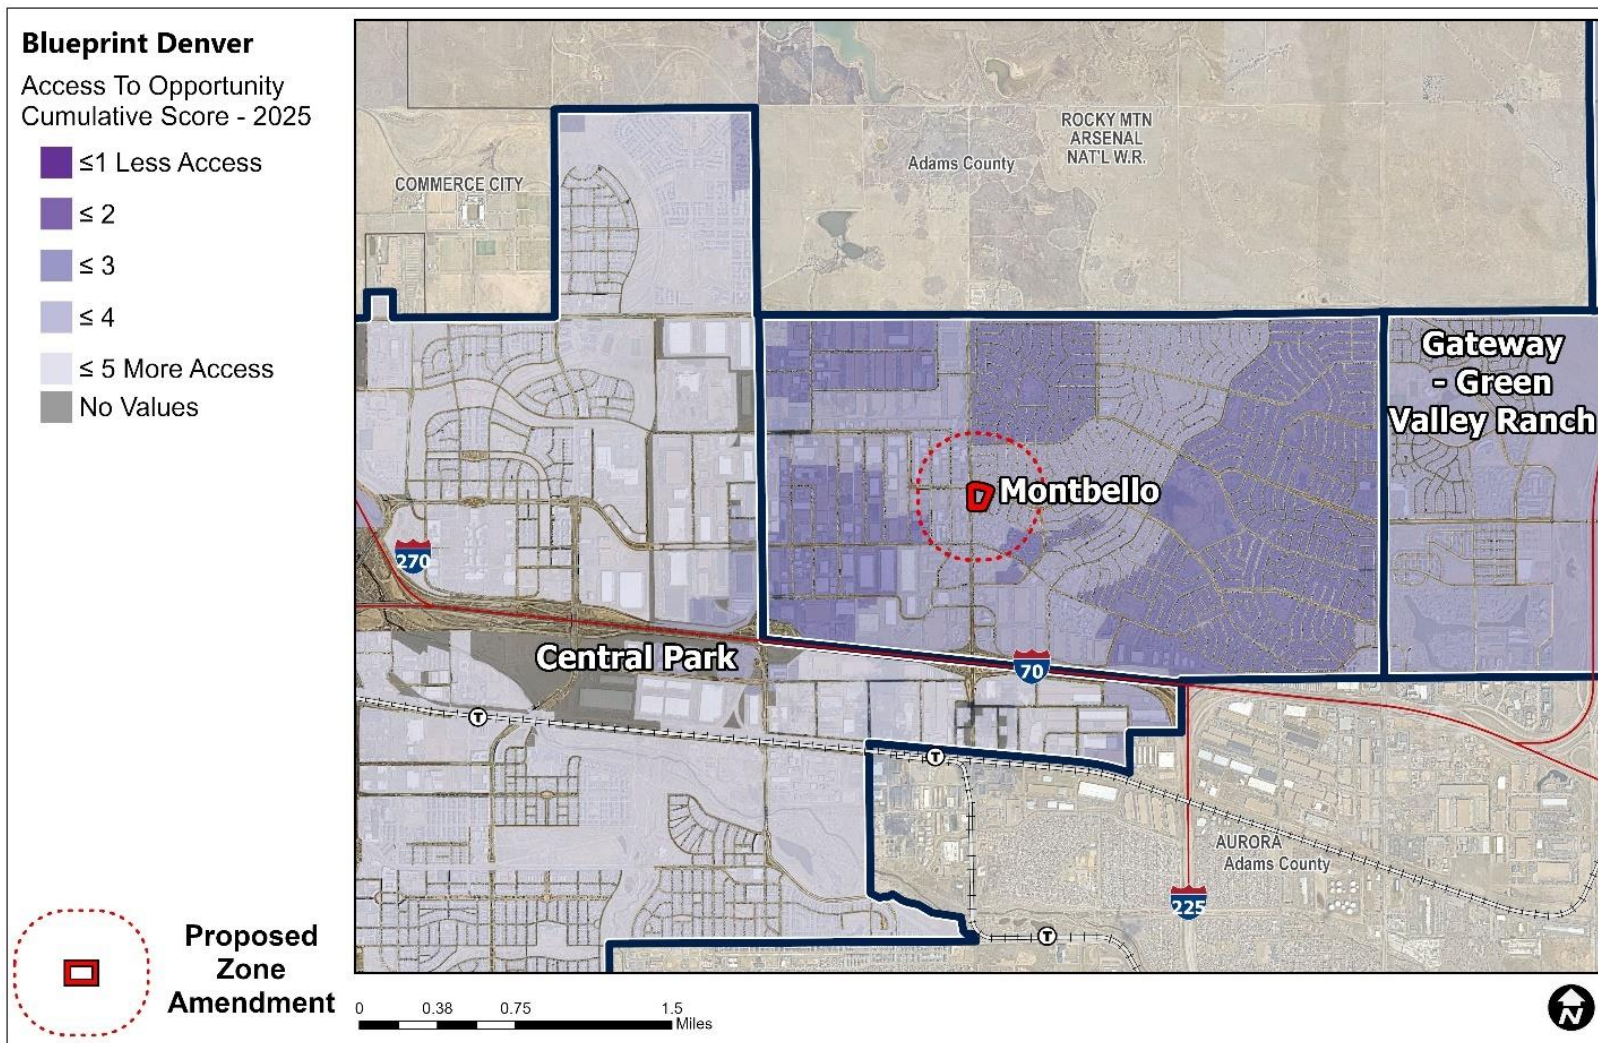 Blueprint Denver
Access To Opportunity
Cumulative Score - 2025
≤1 Less Access
≤ 2
≤ 3
≤ 4
≤ 5 More Access
No Values
Proposed
Zone
Amendment
COMMERCE CITY
Adams County
ROCKY MTN
ARSENAL
NAT'L W.R.
Gateway
- Green
Valley Ranch
Montbello
270
Central Park
70
T
T
AURORA
Adams County
225
T
0 0.38 0.75 1.5
Miles
N